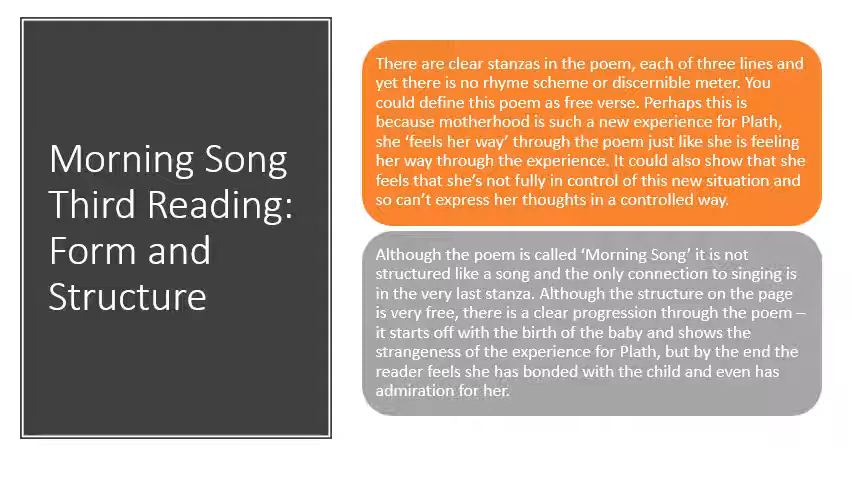 Morning Song
Third Reading:
Form and
Structure
There are clear stanzas in the poem, each of three lines and
yet there is no rhyme scheme or discernible meter. You
could define this poem as free verse. Perhaps this is
because motherhood is such a new experience for Plath,
she ‘feels her way’ through the poem just like she is feeling
her way through the experience. It could also show that she
feels that she’s not fully in control of this new situation and
so can’t express her thoughts in a controlled way.
Although the poem is called ‘Morning Song’ it is not
structured like a song and the only connection to singing is
in the very last stanza. Although the structure on the page
is very free, there is a clear progression through the poem –
it starts off with the birth of the baby and shows the
strangeness of the experience for Plath, but by the end the
reader feels she has bonded with the child and even has
admiration for her.